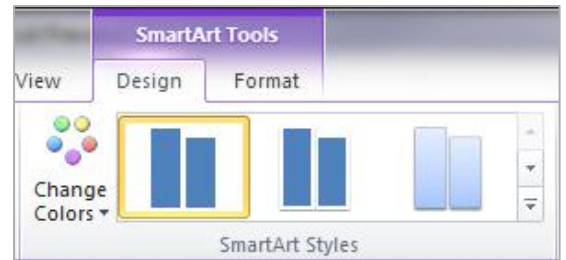 SmartArt Tools
View Design Format
Change
Colors
SmartArt Styles